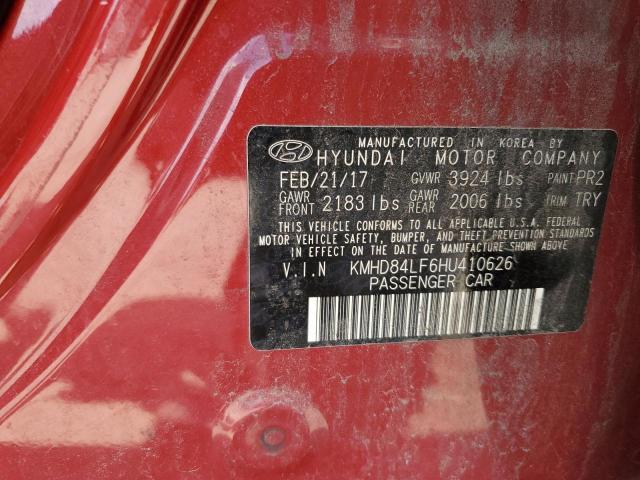 MANUFACTURED IN KOREA BY
HYUNDAI MOTOR COMPANY
FEB/21/17 GVWR 3924 lbs PAINT PR2
GAWR FRONT 2183 lbs GAWR REAR 2006 lbs TRIM TRY
THIS VEHICLE CONFORMS TO ALL APPLICABLE U.S.A. FEDERAL
MOTOR VEHICLE SAFETY, BUMPER, AND THEFT PREVENTION STANDARDS
IN EFFECT ON THE DATE OF MANUFACTURE SHOWN ABOVE.
V.I.N KMHD84LF6HU410626
PASSENGER CAR